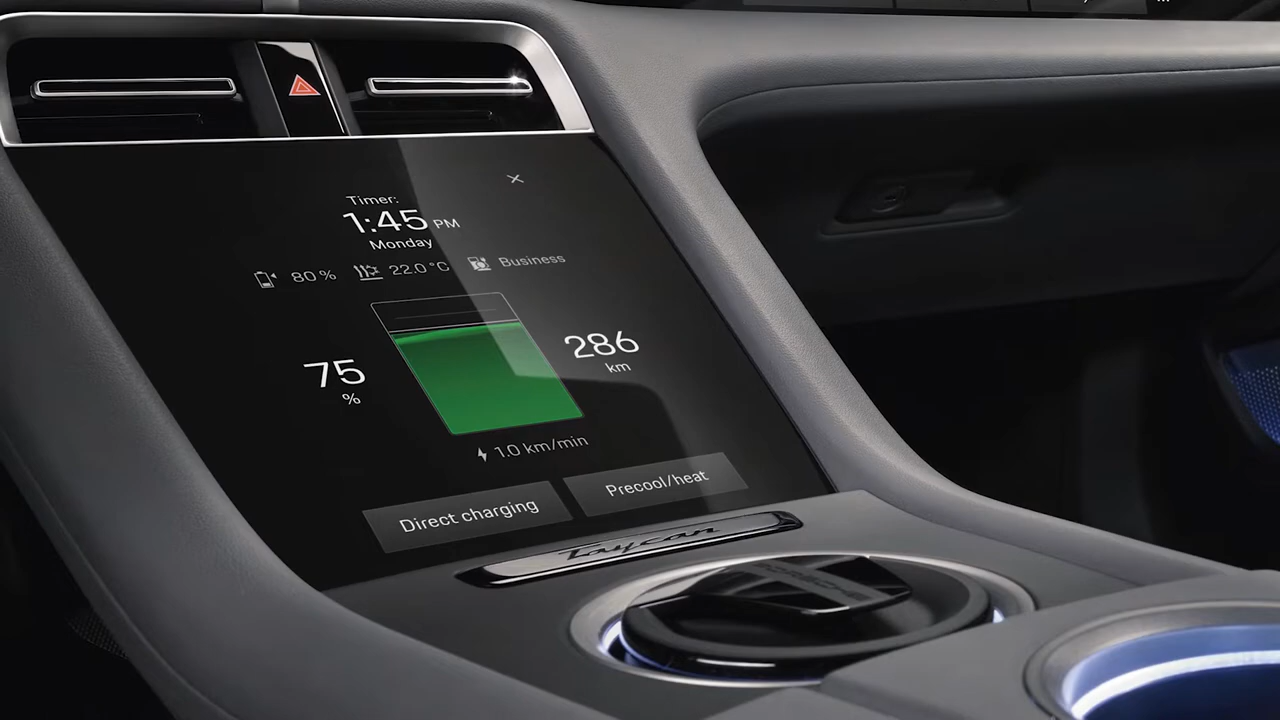 Timer:
1:45 PM
Monday
80 % 22.0 °C Business
75
%
286
km
1.0 km/min
Direct charging
Precool/heat
Taycan
PORSCHE